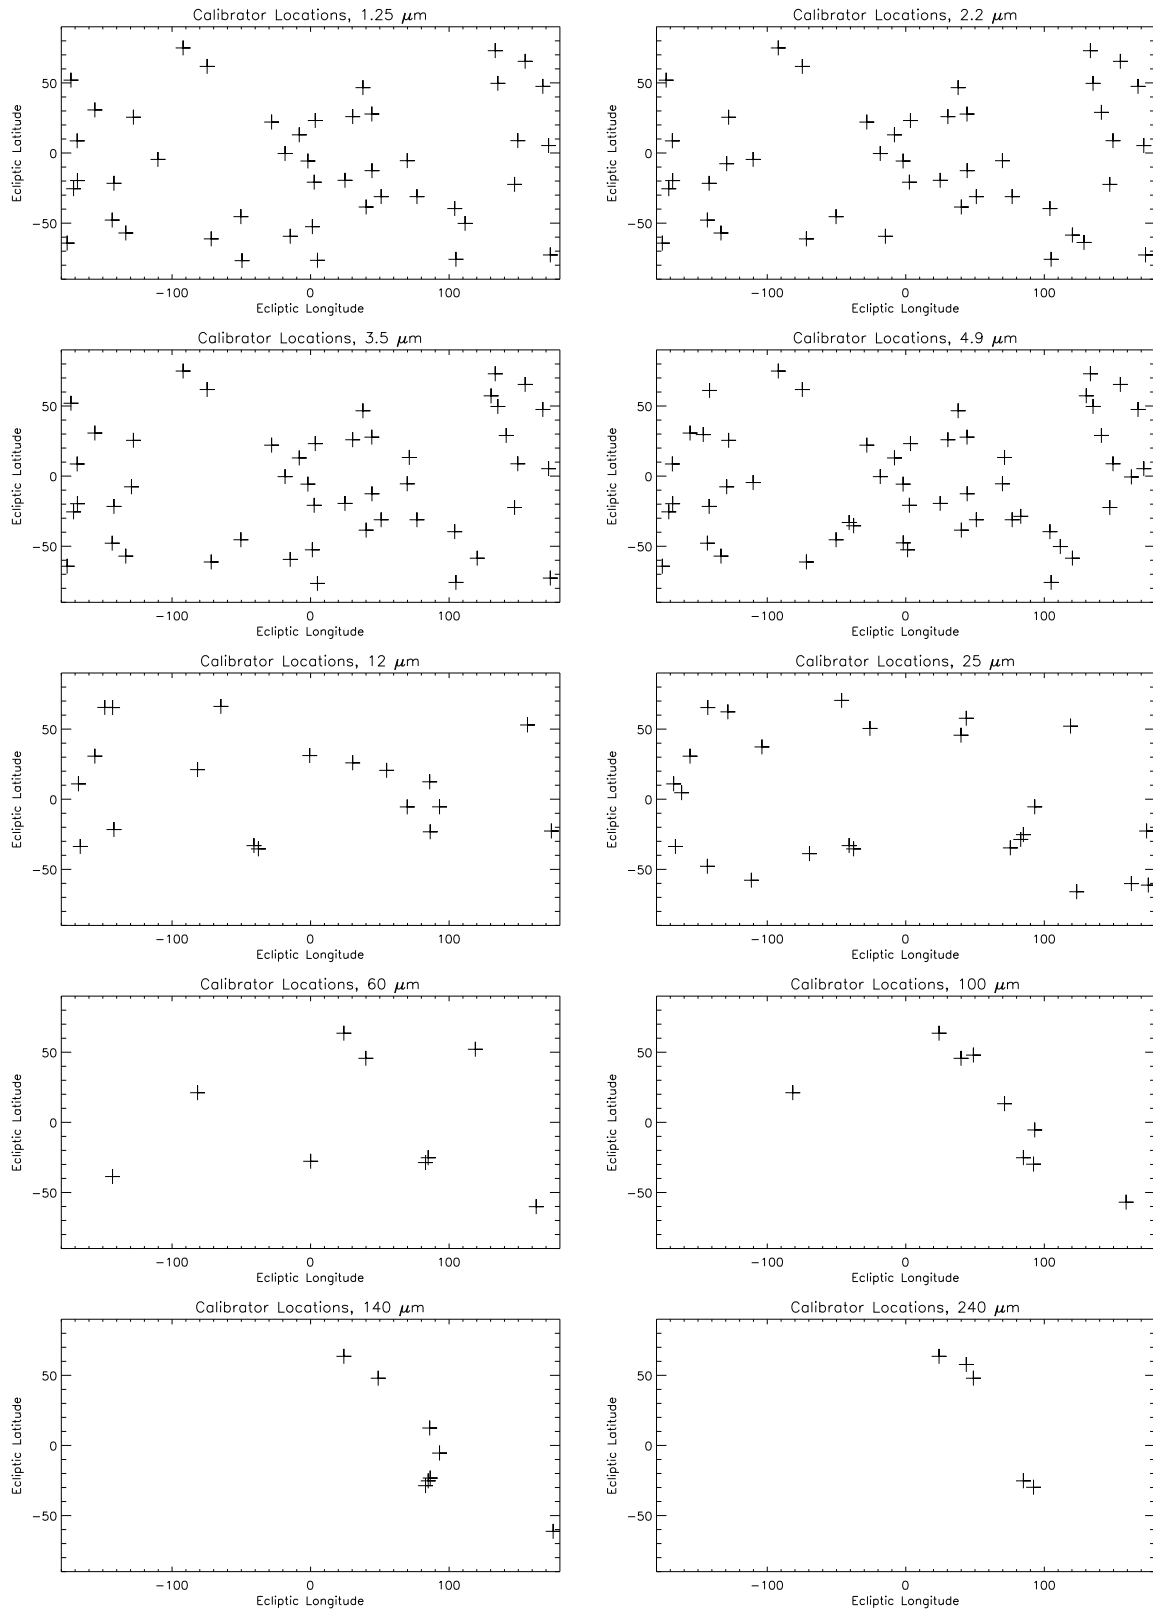 Calibrator Locations, 1.25 μm
50
0
−50
Ecliptic Latitude
−100 0 100
Ecliptic Longitude
Calibrator Locations, 2.2 μm
50
0
−50
Ecliptic Latitude
−100 0 100
Ecliptic Longitude
Calibrator Locations, 3.5 μm
50
0
−50
Ecliptic Latitude
−100 0 100
Ecliptic Longitude
Calibrator Locations, 4.9 μm
50
0
−50
Ecliptic Latitude
−100 0 100
Ecliptic Longitude
Calibrator Locations, 12 μm
50
0
−50
Ecliptic Latitude
−100 0 100
Ecliptic Longitude
Calibrator Locations, 25 μm
50
0
−50
Ecliptic Latitude
−100 0 100
Ecliptic Longitude
Calibrator Locations, 60 μm
50
0
−50
Ecliptic Latitude
−100 0 100
Ecliptic Longitude
Calibrator Locations, 100 μm
50
0
−50
Ecliptic Latitude
−100 0 100
Ecliptic Longitude
Calibrator Locations, 140 μm
50
0
−50
Ecliptic Latitude
−100 0 100
Ecliptic Longitude
Calibrator Locations, 240 μm
50
0
−50
Ecliptic Latitude
−100 0 100
Ecliptic Longitude